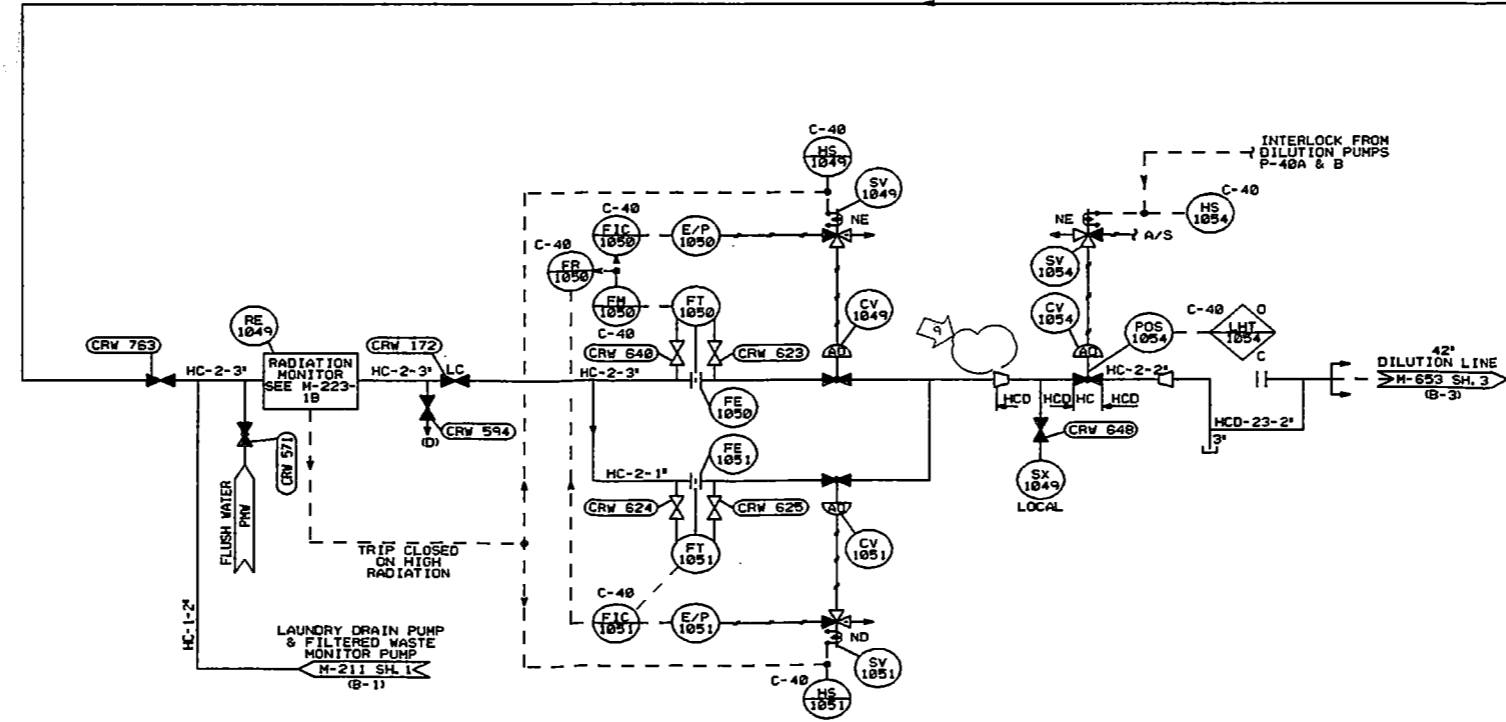 INTERLOCK FROM
DILUTION PUMPS
P-40A & B
C-40
HS
1049
SV
1049
NE
C-40
FIC
1050
E/P
1050
C-40
FR
1050
FM
1050
C-40
FT
1050
CV
1049
C-40
HS
1054
NE
A/S
SV
1054
CV
1054
AO
POS
1054
C-40
LHT
1054
O
C
RE
1049
CRW 763
HC-2-3"
RADIATION
MONITOR
SEE M-223-
1B
CRW 172
HC-2-3"
LC
CRW 640
CRW 623
HC-2-3"
AO
9
HCD
HCD
HC
HCD
HC-2-2"
42"
DILUTION LINE
M-653 SH. 3
(B-3)
HCD-23-2"
3"
FE
1050
CRW 594
(D)
CRW 571
FLUSH WATER
PMW
CRW 648
SX
1049
LOCAL
FE
1051
HC-2-1"
CRW 624
CRW 625
AO
CV
1051
FT
1051
TRIP CLOSED
ON HIGH
RADIATION
C-40
FIC
1051
E/P
1051
ND
SV
1051
C-40
HS
1051
HC-1-2"
LAUNDRY DRAIN PUMP
& FILTERED WASTE
MONITOR PUMP
M-211 SH. 1
(B-1)